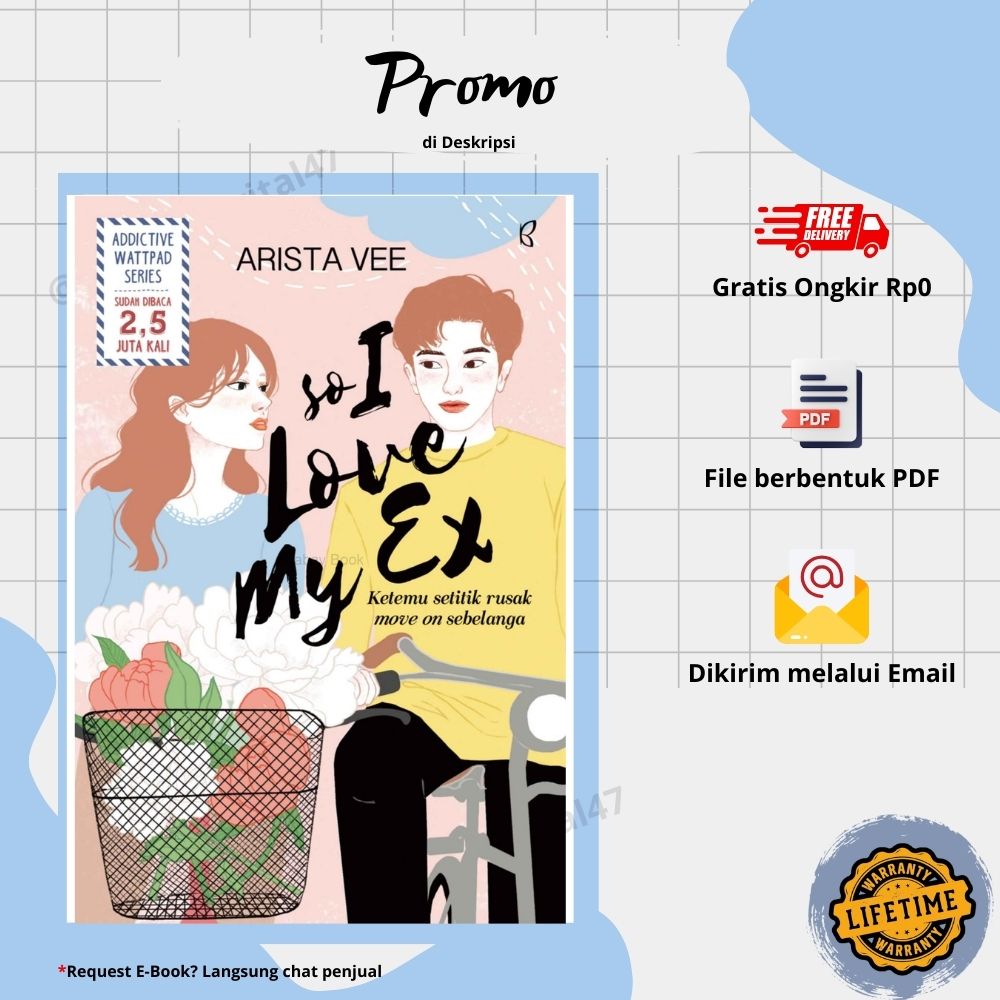 Promo
di Deskripsi
ADDICTIVE
WATTPAD
SERIES
SUDAH DIBACA
2,5
JUTA KALI
ARISTA VEE
so I
Love
My Ex
Ketemu setitik rusak
move on sebelanga
FREE
DELIVERY
Gratis Ongkir Rp0
PDF
File berbentuk PDF
@
Dikirim melalui Email
WARRANTY
LIFETIME
WARRANTY
*Request E-Book? Langsung chat penjual